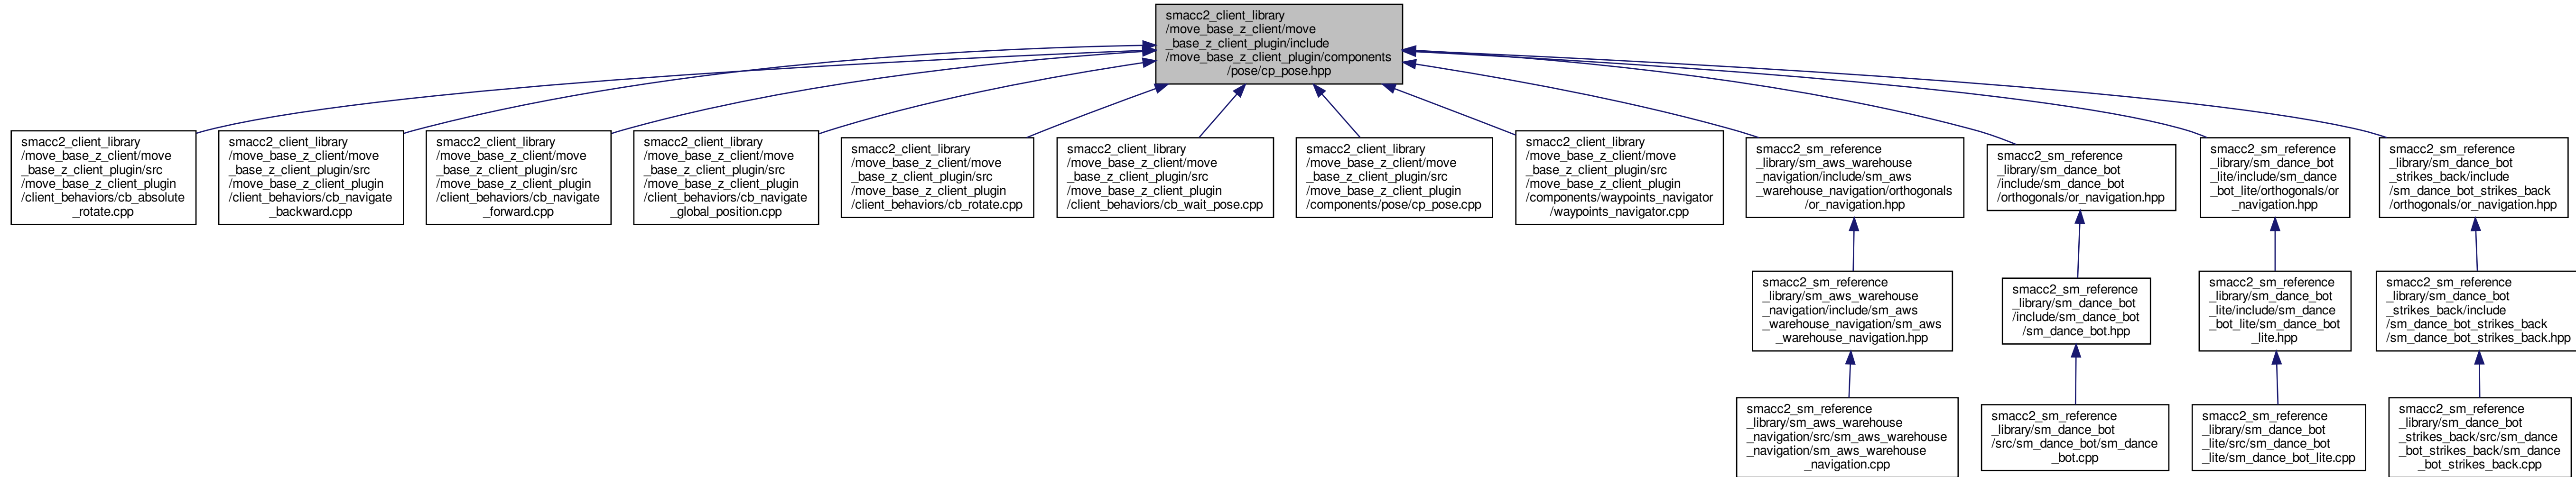 smacc2_client_library
/move_base_z_client/move
_base_z_client_plugin/include
/move_base_z_client_plugin/components
/pose/cp_pose.hpp
smacc2_client_library
/move_base_z_client/move
_base_z_client_plugin/src
/move_base_z_client_plugin
/client_behaviors/cb_absolute
_rotate.cpp
smacc2_client_library
/move_base_z_client/move
_base_z_client_plugin/src
/move_base_z_client_plugin
/client_behaviors/cb_navigate
_backward.cpp
smacc2_client_library
/move_base_z_client/move
_base_z_client_plugin/src
/move_base_z_client_plugin
/client_behaviors/cb_navigate
_forward.cpp
smacc2_client_library
/move_base_z_client/move
_base_z_client_plugin/src
/move_base_z_client_plugin
/client_behaviors/cb_navigate
_global_position.cpp
smacc2_client_library
/move_base_z_client/move
_base_z_client_plugin/src
/move_base_z_client_plugin
/client_behaviors/cb_rotate.cpp
smacc2_client_library
/move_base_z_client/move
_base_z_client_plugin/src
/move_base_z_client_plugin
/client_behaviors/cb_wait_pose.cpp
smacc2_client_library
/move_base_z_client/move
_base_z_client_plugin/src
/move_base_z_client_plugin
/components/pose/cp_pose.cpp
smacc2_client_library
/move_base_z_client/move
_base_z_client_plugin/src
/move_base_z_client_plugin
/components/waypoints_navigator
/waypoints_navigator.cpp
smacc2_sm_reference
_library/sm_aws_warehouse
_navigation/include/sm_aws
_warehouse_navigation/orthogonals
/or_navigation.hpp
smacc2_sm_reference
_library/sm_dance_bot
/include/sm_dance_bot
/orthogonals/or_navigation.hpp
smacc2_sm_reference
_library/sm_dance_bot
_lite/include/sm_dance
_bot_lite/orthogonals/or
_navigation.hpp
smacc2_sm_reference
_library/sm_dance_bot
_strikes_back/include
/sm_dance_bot_strikes_back
/orthogonals/or_navigation.hpp
smacc2_sm_reference
_library/sm_aws_warehouse
_navigation/include/sm_aws
_warehouse_navigation/sm_aws
_warehouse_navigation.hpp
smacc2_sm_reference
_library/sm_dance_bot
/include/sm_dance_bot
/sm_dance_bot.hpp
smacc2_sm_reference
_library/sm_dance_bot
_lite/include/sm_dance
_bot_lite/sm_dance_bot
_lite.hpp
smacc2_sm_reference
_library/sm_dance_bot
_strikes_back/include
/sm_dance_bot_strikes_back
/sm_dance_bot_strikes_back.hpp
smacc2_sm_reference
_library/sm_aws_warehouse
_navigation/src/sm_aws_warehouse
_navigation/sm_aws_warehouse
_navigation.cpp
smacc2_sm_reference
_library/sm_dance_bot
/src/sm_dance_bot/sm_dance
_bot.cpp
smacc2_sm_reference
_library/sm_dance_bot
_lite/src/sm_dance_bot
_lite/sm_dance_bot_lite.cpp
smacc2_sm_reference
_library/sm_dance_bot
_strikes_back/src/sm_dance
_bot_strikes_back/sm_dance
_bot_strikes_back.cpp